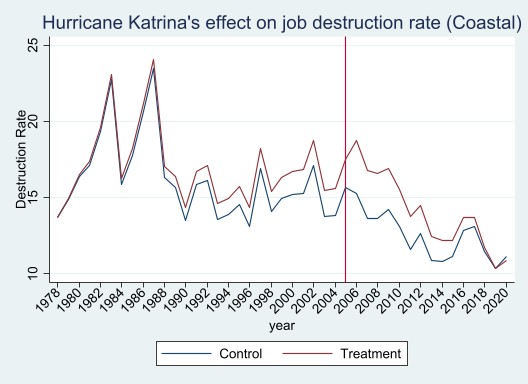 Hurricane Katrina's effect on job destruction rate (Coastal)
Destruction Rate
25
20
15
10
1978 1980 1982 1984 1986 1988 1990 1992 1994 1996 1998 2000 2002 2004 2006 2008 2010 2012 2014 2016 2018 2020
year
Control Treatment